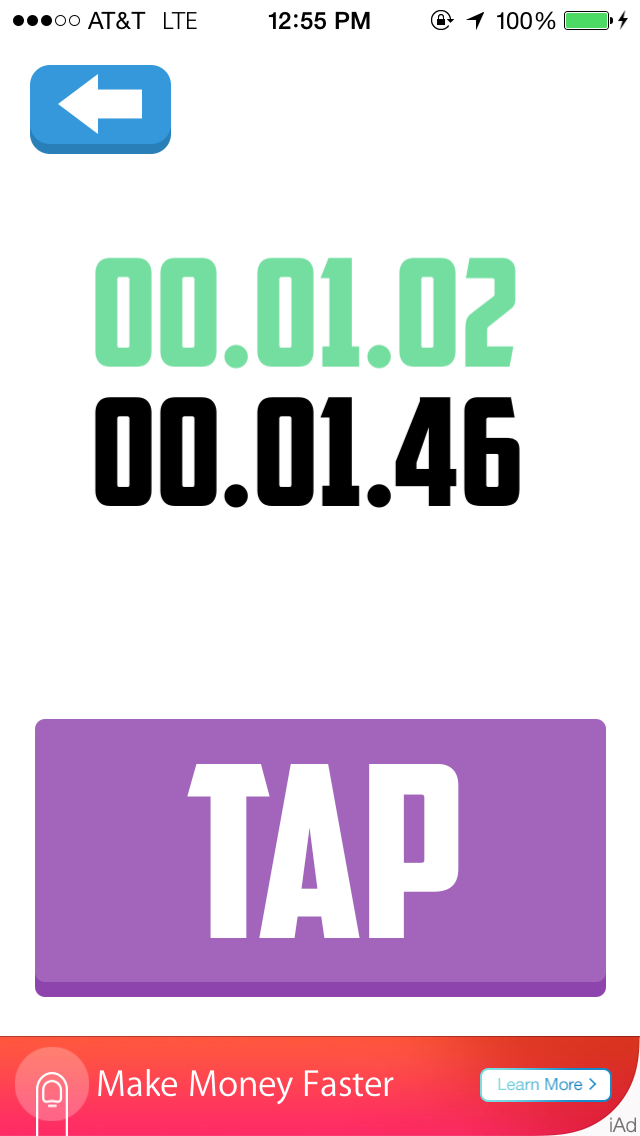 AT&T LTE 12:55 PM 100%
00.01.02
00.01.46
TAP
Make Money Faster
Learn More >
iAd